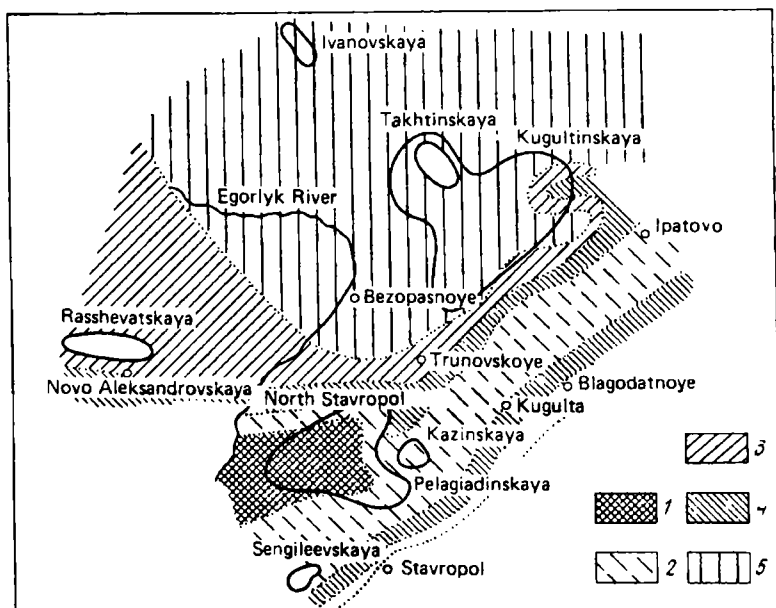 Ivanovskaya
Takhtinskaya
Kugultinskaya
Egorlyk River
Ipatovo
Bezopasnoye
Rasshevatskaya
Trunovskoye
Novo Aleksandrovskaya
Blagodatnoye
North Stavropol
Kugulta
Kazinskaya
3
Pelagiadinskaya
1
4
Sengileevskaya
Stavropol
2
5